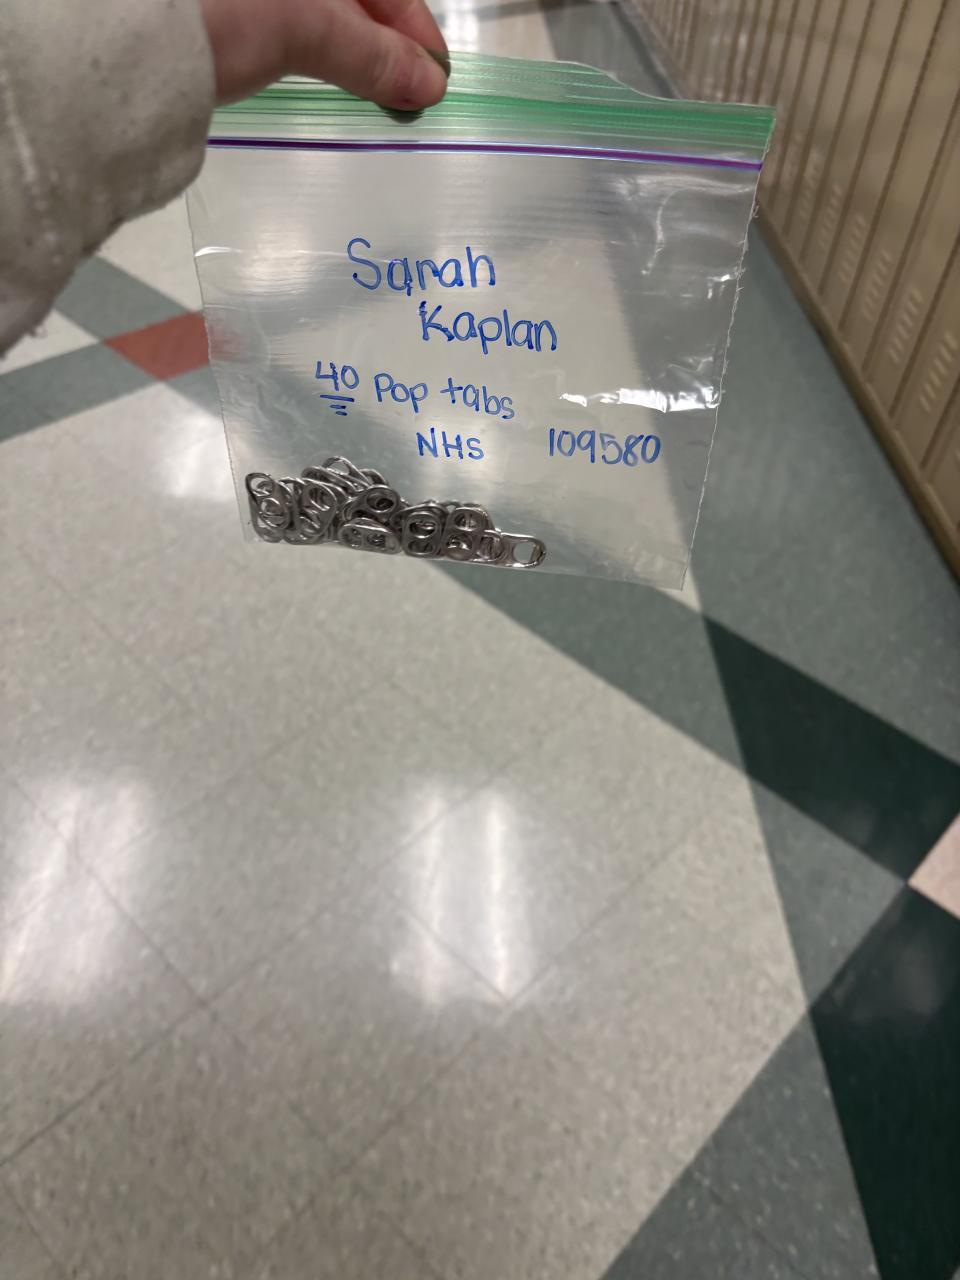 Sarah
Kaplan
40 Pop tabs
NHS 109580